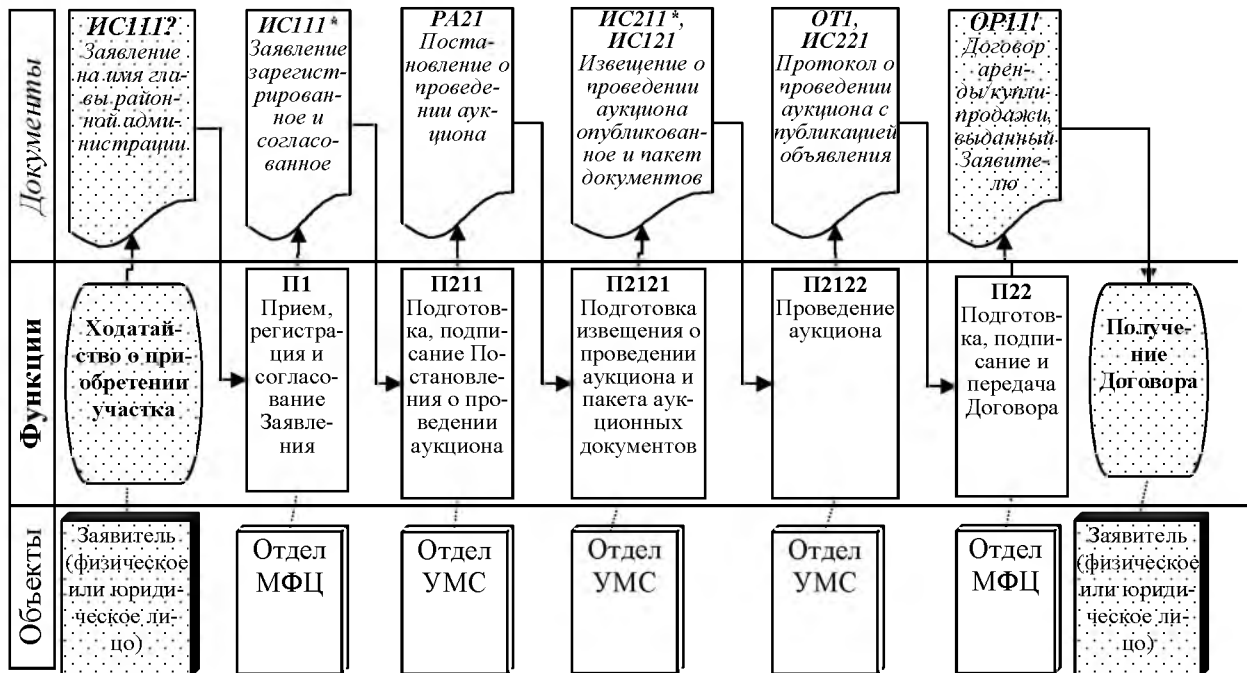 Документы
ИС111?
Заявление
на имя гла-
вы район-
ной адми-
нистрации.
ИС111*
Заявление
зарегист-
рирован-
ное и
согласо-
ванное
РА21
Поста-
новление о
проведе-
нии аук-
циона
ИС211*,
ИС121
Извещение о
проведении
аукциона
опубликован-
ное и пакет
документов
ОТ1,
ИС221
Протокол о
проведении
аукциона с
публикацией
объявления
ОР11!
Договор
арен-
ды/купли-
продажи,
выданный
Заявите-
лю
Функции
Ходатай-
ство о при-
обретении
участка
П1
Прием,
регистра-
ция и
согласо-
вание
Заявле-
ния
П211
Подготов-
ка, подпи-
сание По-
становле-
ния о про-
ведении
аукциона
П2121
Подготовка
извещения о
проведении
аукциона и
пакета аук-
ционных
документов
П2122
Проведение
аукциона
П22
Подготов-
ка, подпи-
сание и
передача
Договора
Получе-
ние
Договора
Объекты
Заявитель
(физическое
или юриди-
ческое ли-
цо)
Отдел
МФЦ
Отдел
УМС
Отдел
УМС
Отдел
УМС
Отдел
МФЦ
Заявитель
(физическое
или юриди-
ческое ли-
цо)